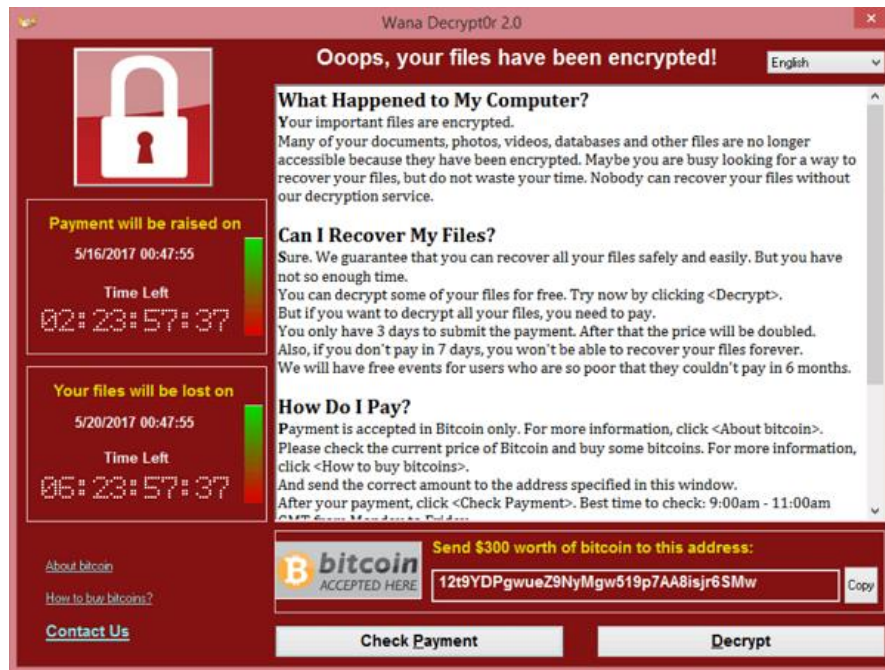 Wana Decrypt0r 2.0
Ooops, your files have been encrypted!
English
What Happened to My Computer?
Your important files are encrypted.
Many of your documents, photos, videos, databases and other files are no longer
accessible because they have been encrypted. Maybe you are busy looking for a way to
recover your files, but do not waste your time. Nobody can recover your files without
our decryption service.
Can I Recover My Files?
Sure. We guarantee that you can recover all your files safely and easily. But you have
not so enough time.
You can decrypt some of your files for free. Try now by clicking <Decrypt>.
But if you want to decrypt all your files, you need to pay.
You only have 3 days to submit the payment. After that the price will be doubled.
Also, if you don't pay in 7 days, you won't be able to recover your files forever.
We will have free events for users who are so poor that they couldn't pay in 6 months.
How Do I Pay?
Payment is accepted in Bitcoin only. For more information, click <About bitcoin>.
Please check the current price of Bitcoin and buy some bitcoins. For more information,
click <How to buy bitcoins>.
And send the correct amount to the address specified in this window.
After your payment, click <Check Payment>. Best time to check: 9:00am - 11:00am
GMT from Monday to Friday
Payment will be raised on
5/16/2017 00:47:55
Time Left
02:23:57:37
Your files will be lost on
5/20/2017 00:47:55
Time Left
06:23:57:37
About bitcoin
How to buy bitcoins?
Contact Us
bitcoin
ACCEPTED HERE
Send $300 worth of bitcoin to this address:
12t9YDPgwueZ9NyMgw519p7AA8isjr6SMw
Copy
Check Payment
Decrypt